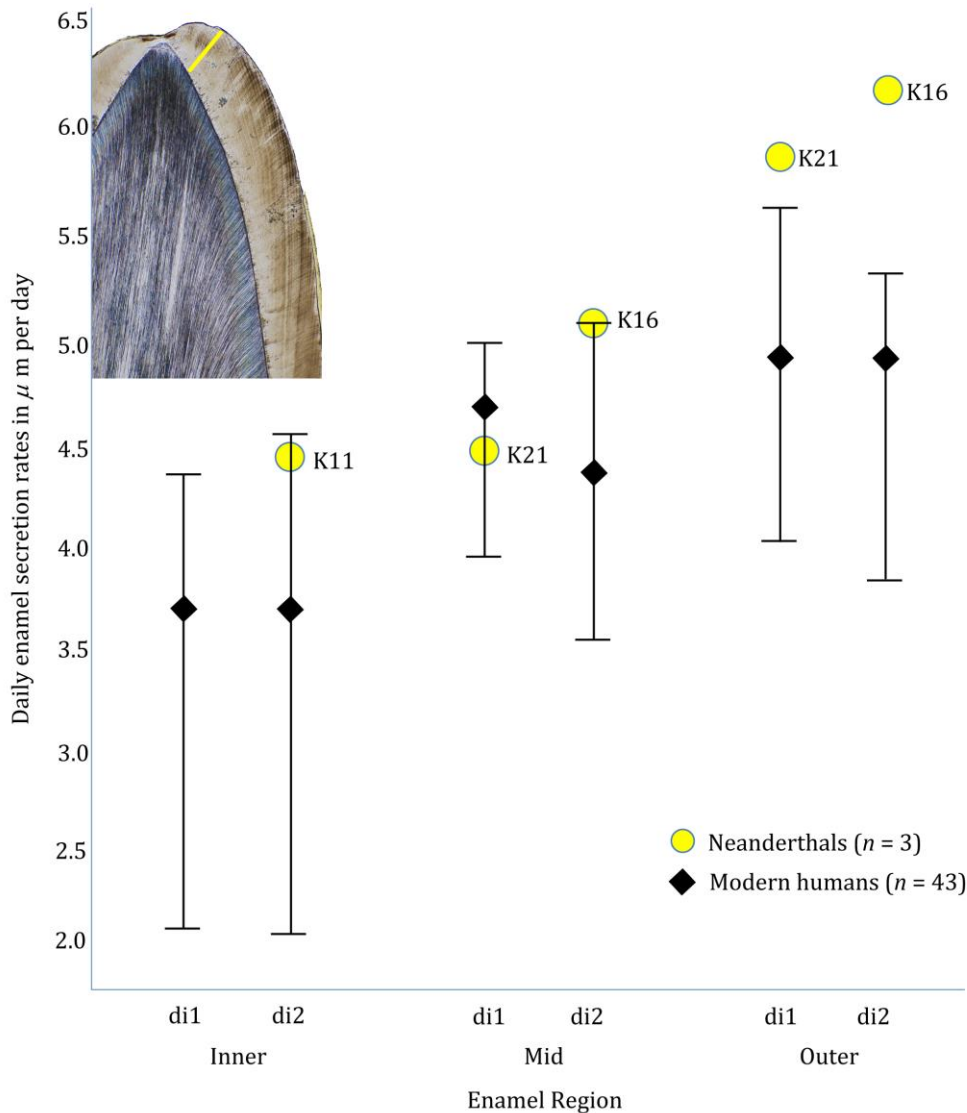 6.5
6.0
5.5
5.0
4.5
4.0
3.5
3.0
2.5
2.0
Daily enamel secretion rates in μ m per day
K11
K21
K16
K21
K16
Neanderthals (n = 3)
Modern humans (n = 43)
di1 di2 di1 di2 di1 di2
Inner Mid Outer
Enamel Region